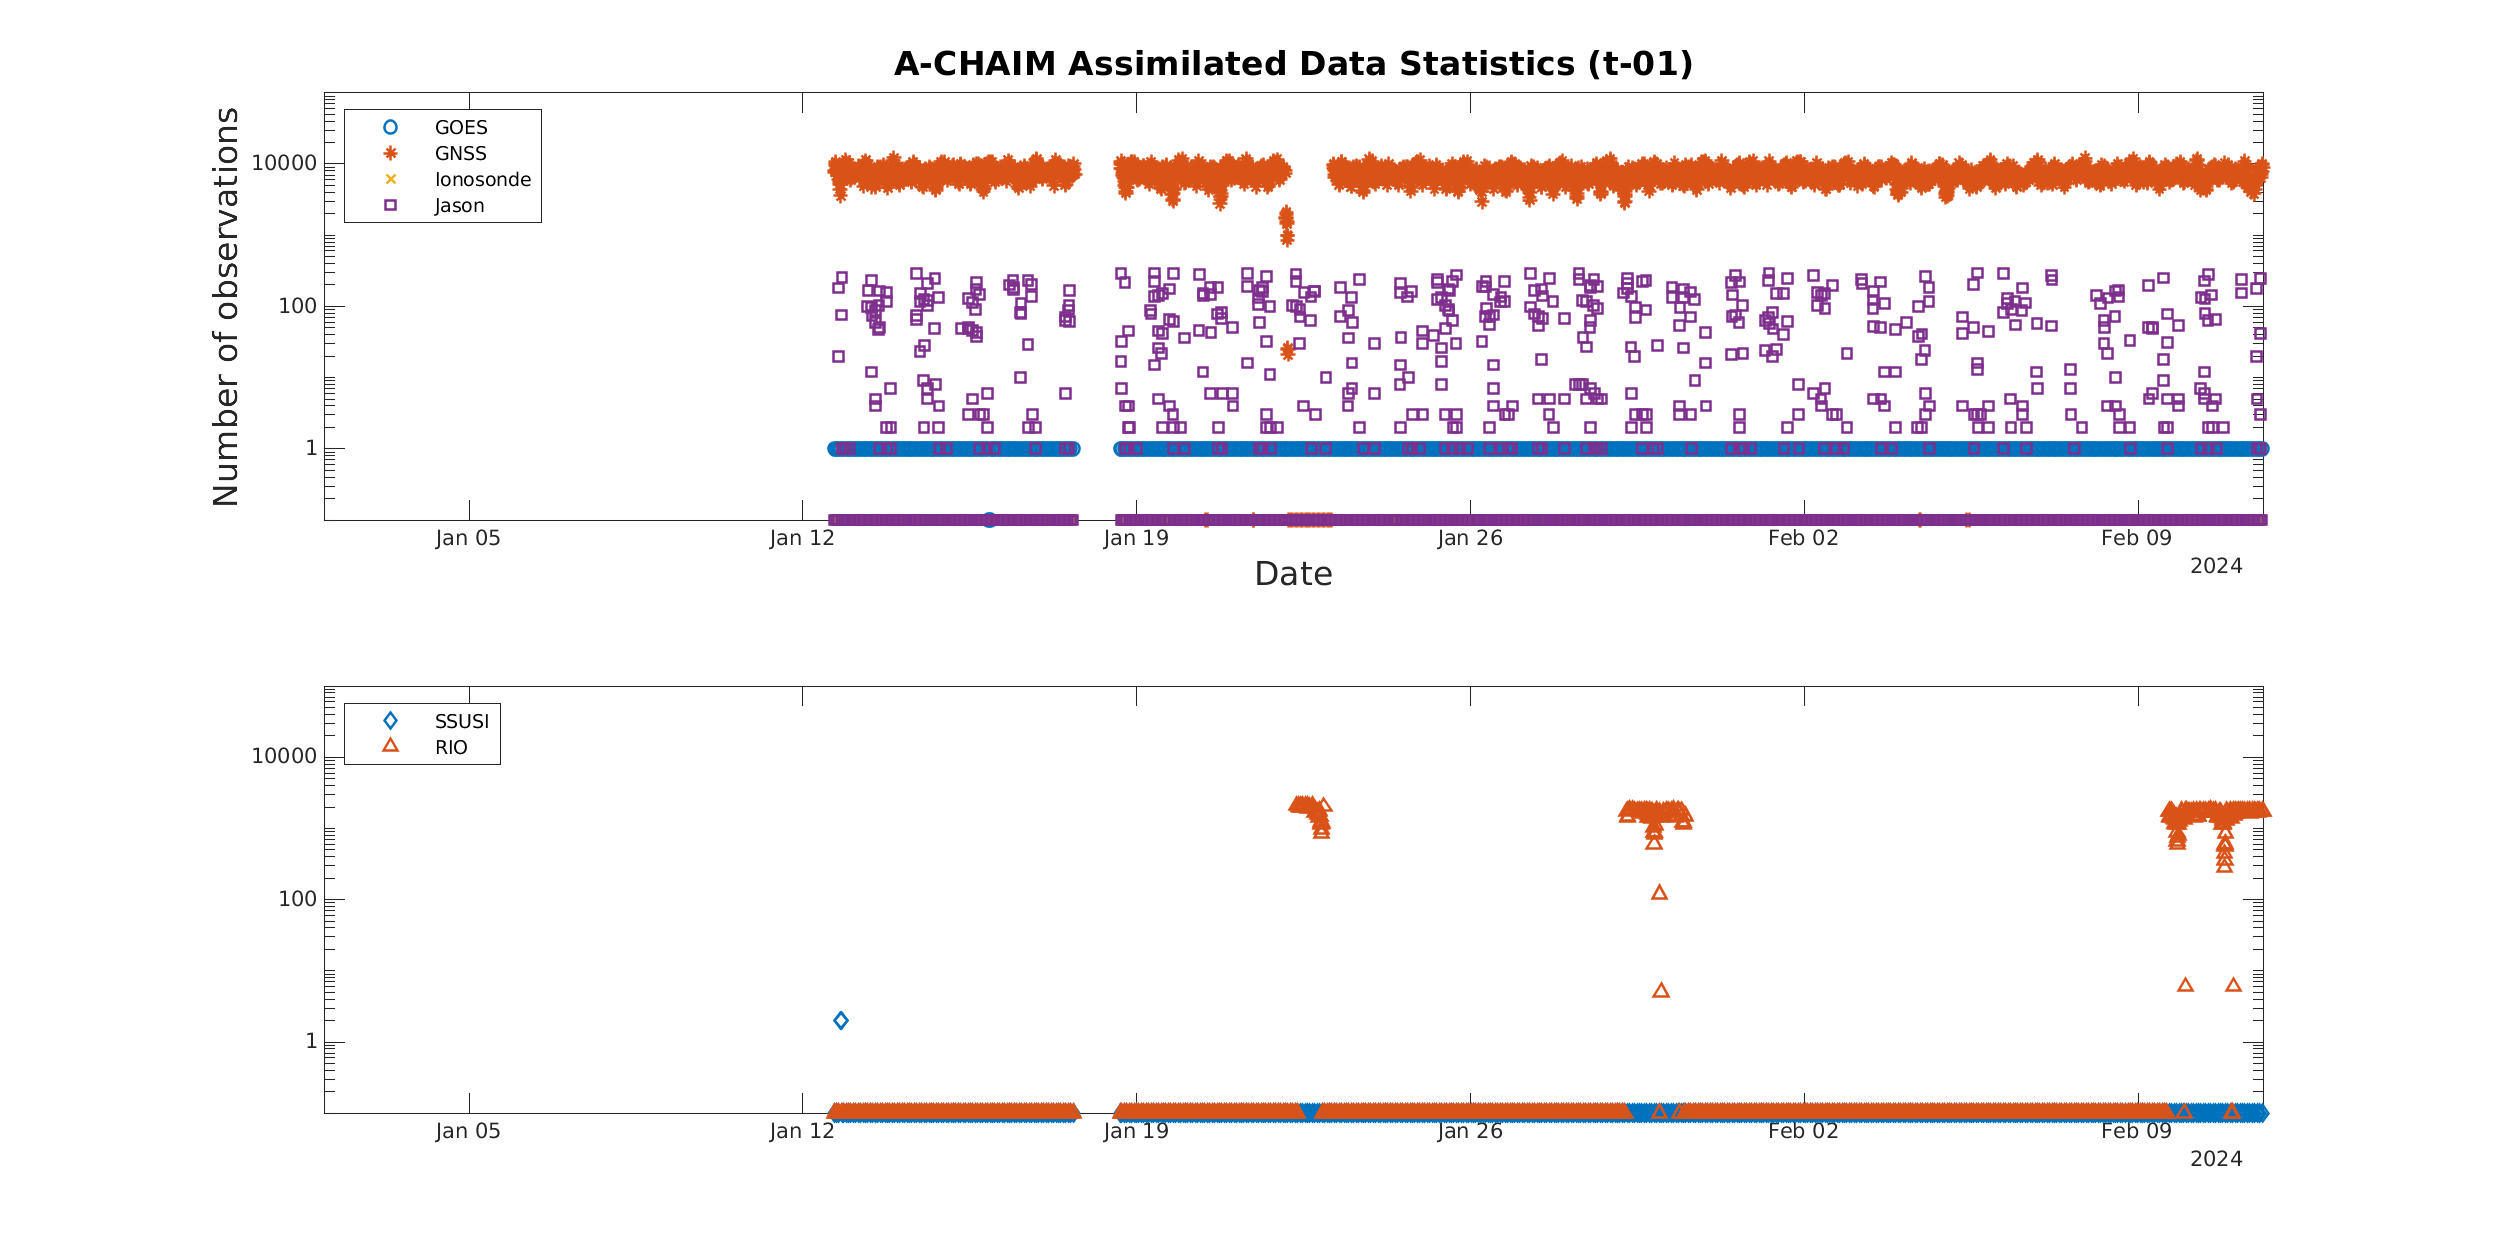 A-CHAIM Assimilated Data Statistics (t-01)
Number of observations
GOES
GNSS
Ionosonde
Jason
10000
100
1
Jan 05 Jan 12 Jan 19 Jan 26 Feb 02 Feb 09
2024
Date
SSUSI
RIO
10000
100
1
Jan 05 Jan 12 Jan 19 Jan 26 Feb 02 Feb 09
2024